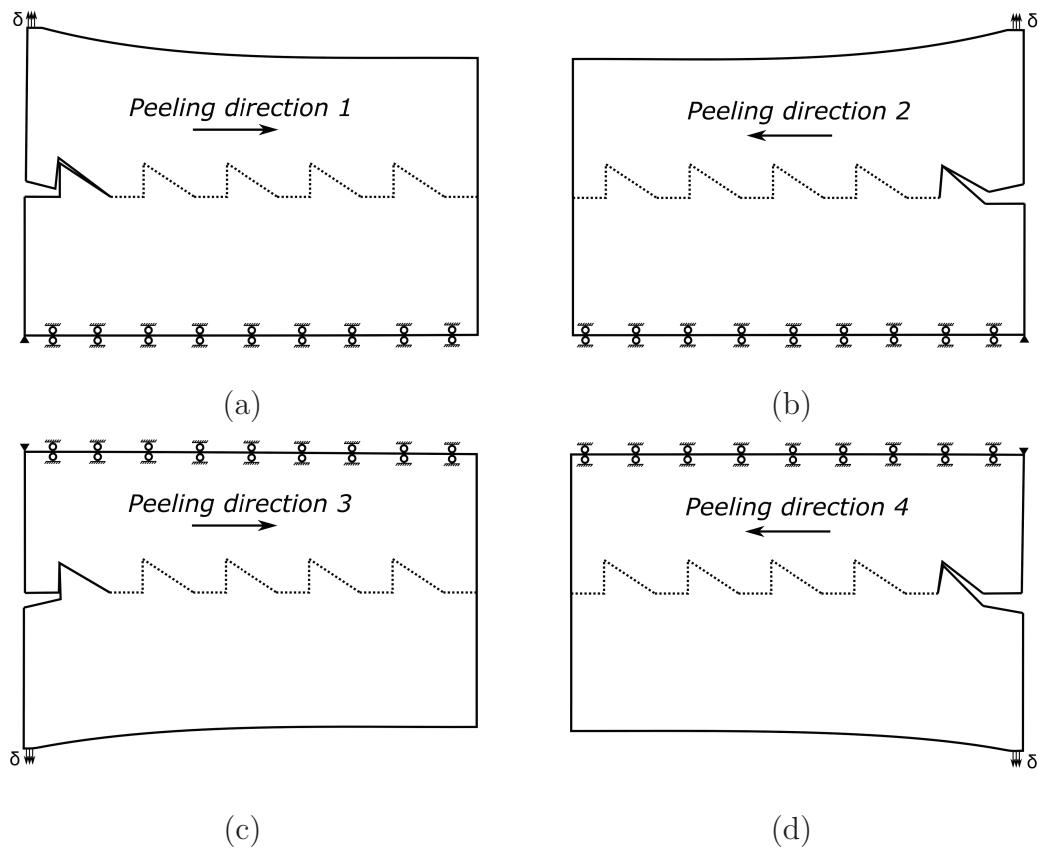 δ
δ
Peeling direction 1
Peeling direction 2
(a)
(b)
Peeling direction 3
Peeling direction 4
δ
δ
(c)
(d)